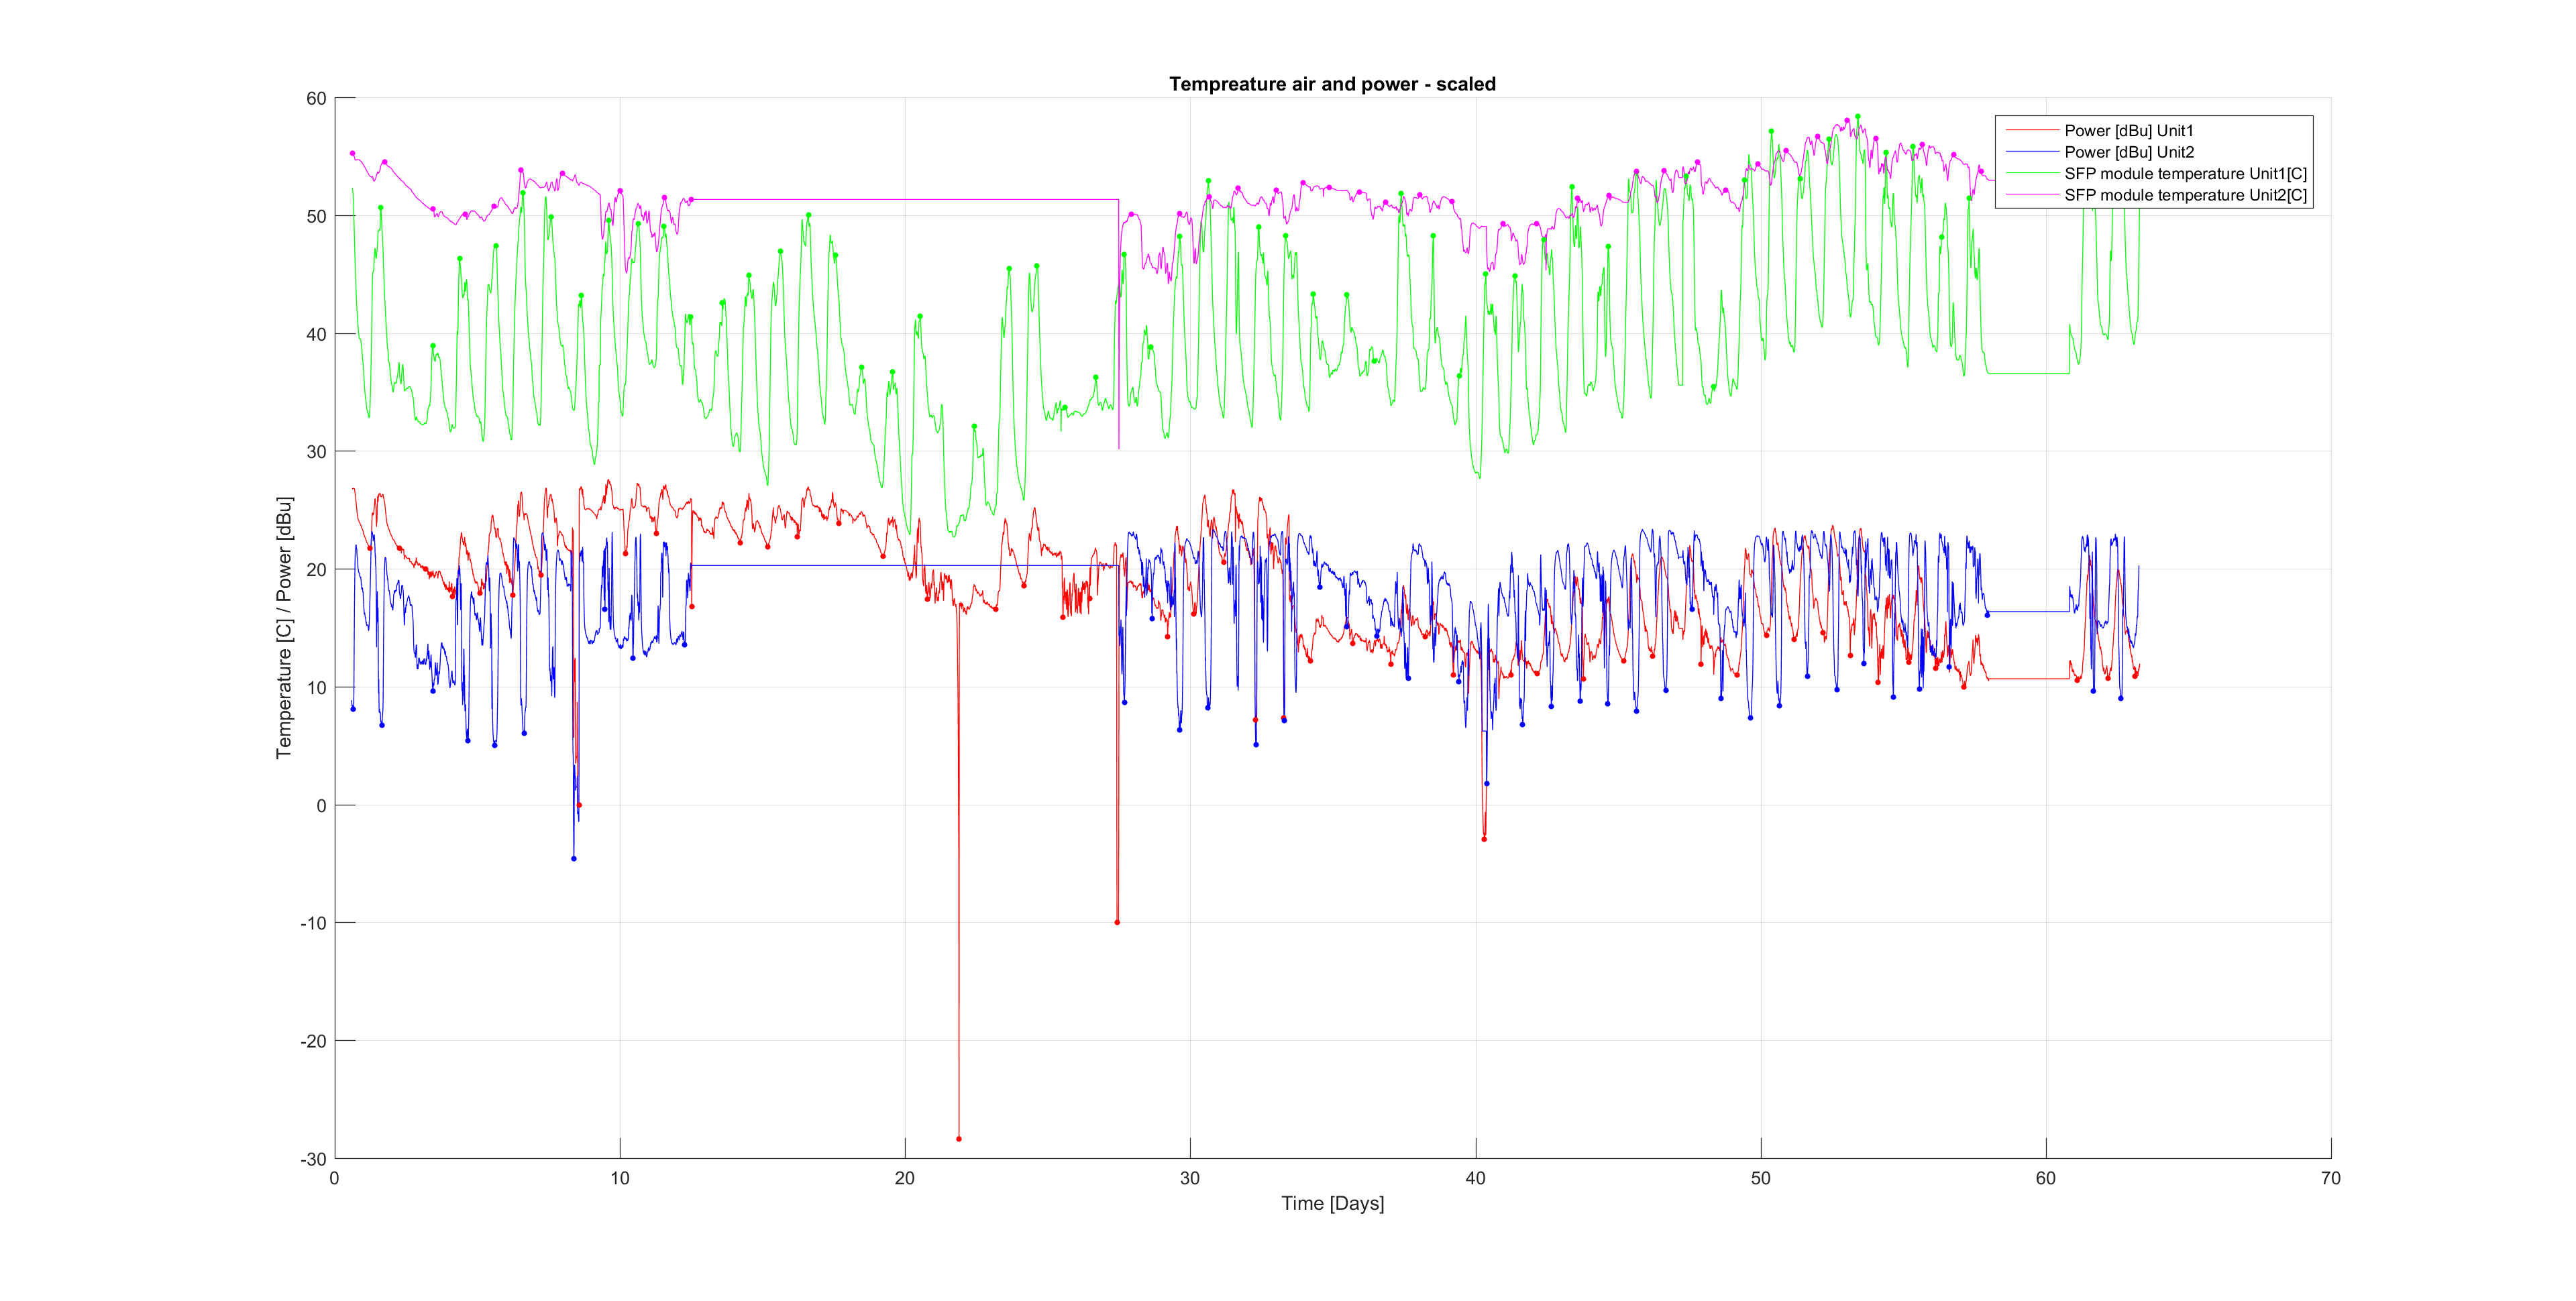 Tempreature air and power - scaled
60
50
40
30
20
10
0
-10
-20
-30
Temperature [C] / Power [dBu]
Power [dBu] Unit1
Power [dBu] Unit2
SFP module temperature Unit1[C]
SFP module temperature Unit2[C]
0 10 20 30 40 50 60 70
Time [Days]